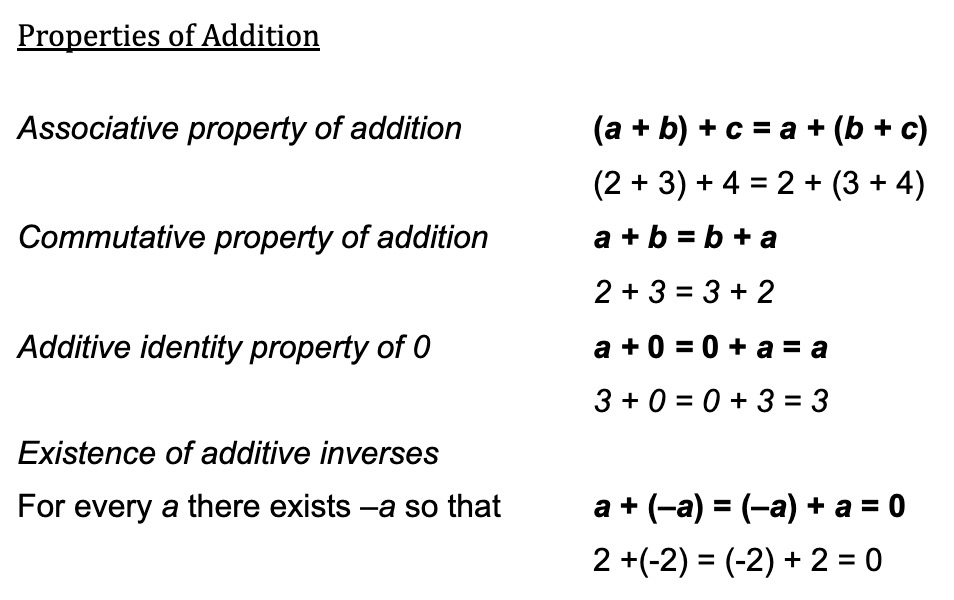 Properties of Addition
Associative property of addition (a + b) + c = a + (b + c)
(2 + 3) + 4 = 2 + (3 + 4)
Commutative property of addition a + b = b + a
2 + 3 = 3 + 2
Additive identity property of 0 a + 0 = 0 + a = a
3 + 0 = 0 + 3 = 3
Existence of additive inverses
For every a there exists –a so that a + (–a) = (–a) + a = 0
2 +(-2) = (-2) + 2 = 0